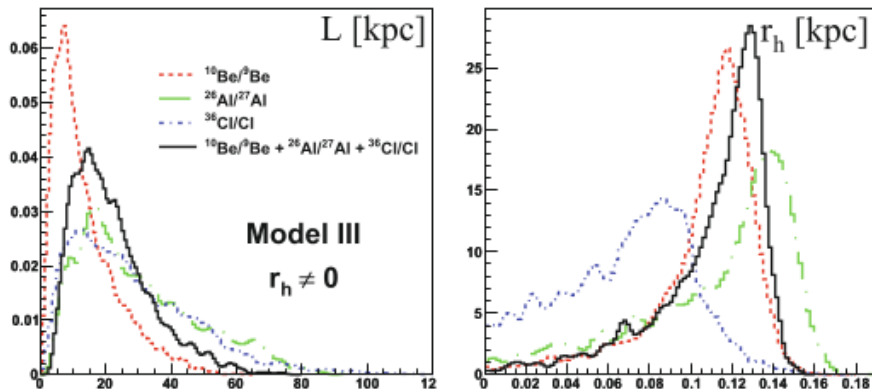 L [kpc]
0.06
0.05
0.04
0.03
0.02
0.01
0
0 20 40 60 80 100 12
¹⁰Be/⁹Be
²⁶Al/²⁷Al
³⁶Cl/Cl
¹⁰Be/⁹Be + ²⁶Al/²⁷Al + ³⁶Cl/Cl
Model III
rₕ ≠ 0
rₕ [kpc]
25
20
15
10
5
0
0 0.02 0.04 0.06 0.08 0.1 0.12 0.14 0.16 0.18